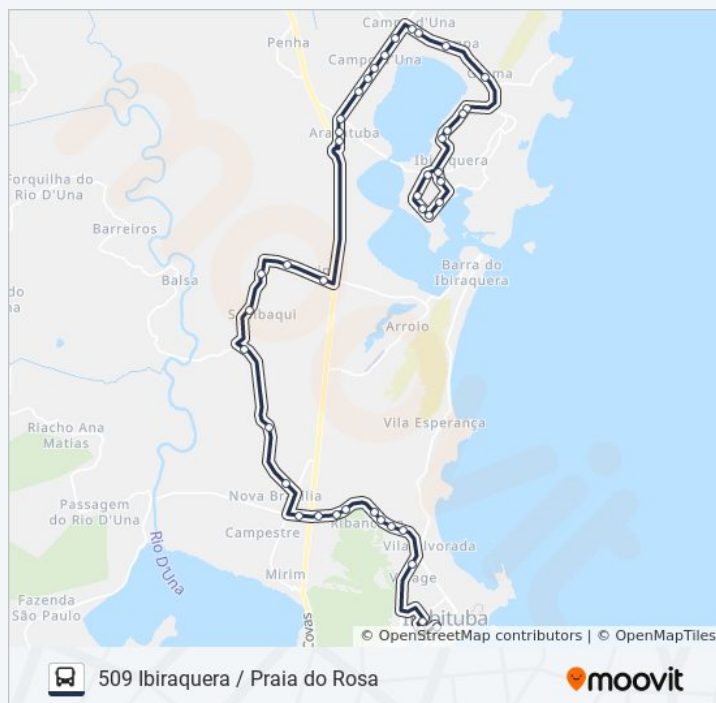 Campo d'Una
Penha
Campo D'Una
Araçatuba
Ibiraquera
Forquilha do
Rio D'Una
Barreiros
Balsa
Barra do
Ibiraquera
Arroio
Vila Esperança
Riacho Ana
Matias
Nova Brasília
Passagem
do Rio D'Una
Campestre
Vila Alvorada
Rio D'Una
Mirim
Village
Fazenda
São Paulo
Imbituba
© OpenStreetMap contributors | © OpenMapTiles
509 Ibiraquera / Praia do Rosa
moovit